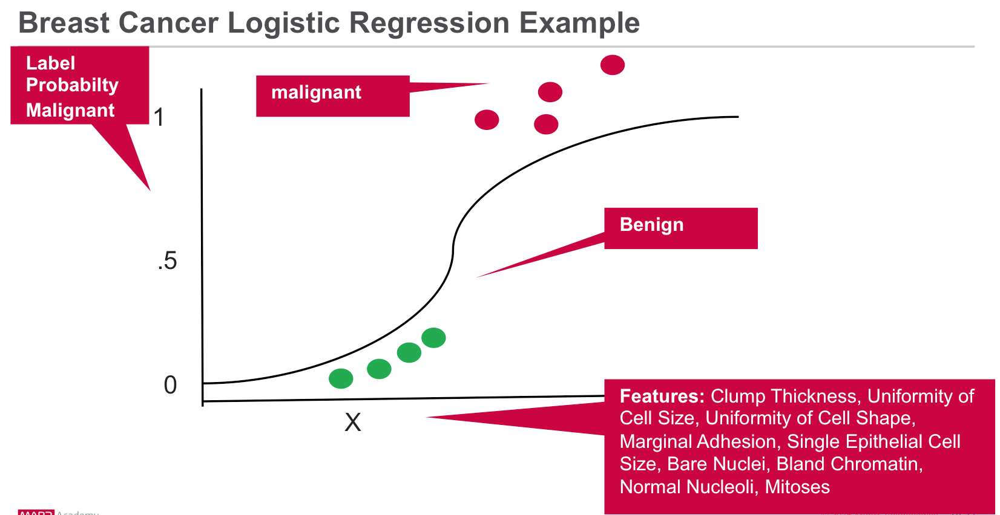 Breast Cancer Logistic Regression Example
Label
Probabilty
Malignant
1
malignant
Benign
.5
0
X
Features: Clump Thickness, Uniformity of
Cell Size, Uniformity of Cell Shape,
Marginal Adhesion, Single Epithelial Cell
Size, Bare Nuclei, Bland Chromatin,
Normal Nucleoli, Mitoses
Academy